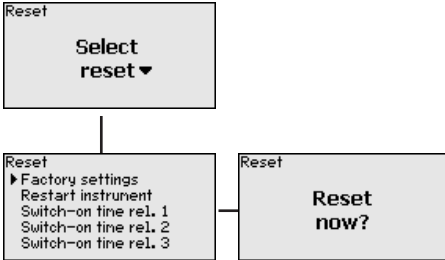 Reset
Select
reset▼
Reset
▶Factory settings
Restart instrument
Switch-on time rel. 1
Switch-on time rel. 2
Switch-on time rel. 3
Reset
Reset
now?